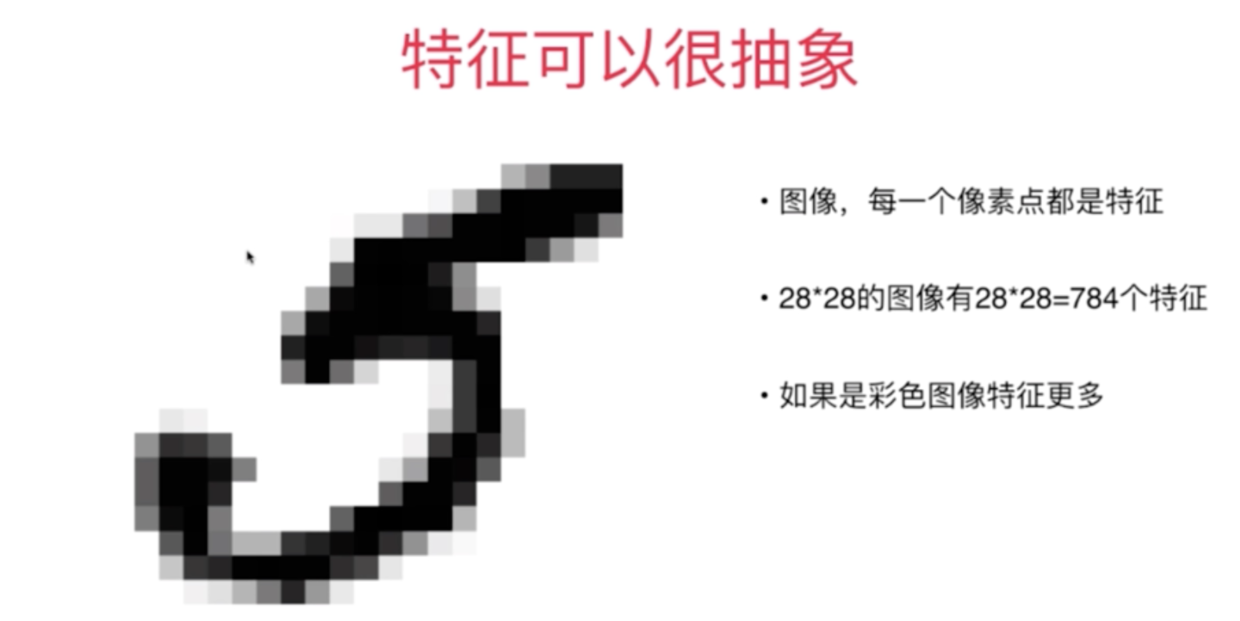 特征可以很抽象
5
• 图像，每一个像素点都是特征
• 28*28的图像有28*28=784个特征
• 如果是彩色图像特征更多